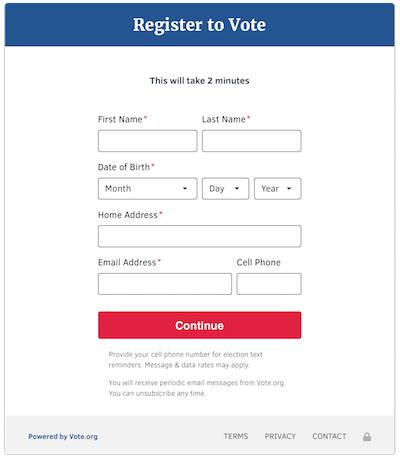 Register to Vote
This will take 2 minutes
First Name* Last Name*
Date of Birth*
Month Day Year
Home Address*
Email Address* Cell Phone
Continue
Provide your cell phone number for election text
reminders. Message & data rates may apply.
You will receive periodic email messages from Vote.org.
You can unsubscribe any time.
Powered by Vote.org TERMS PRIVACY CONTACT